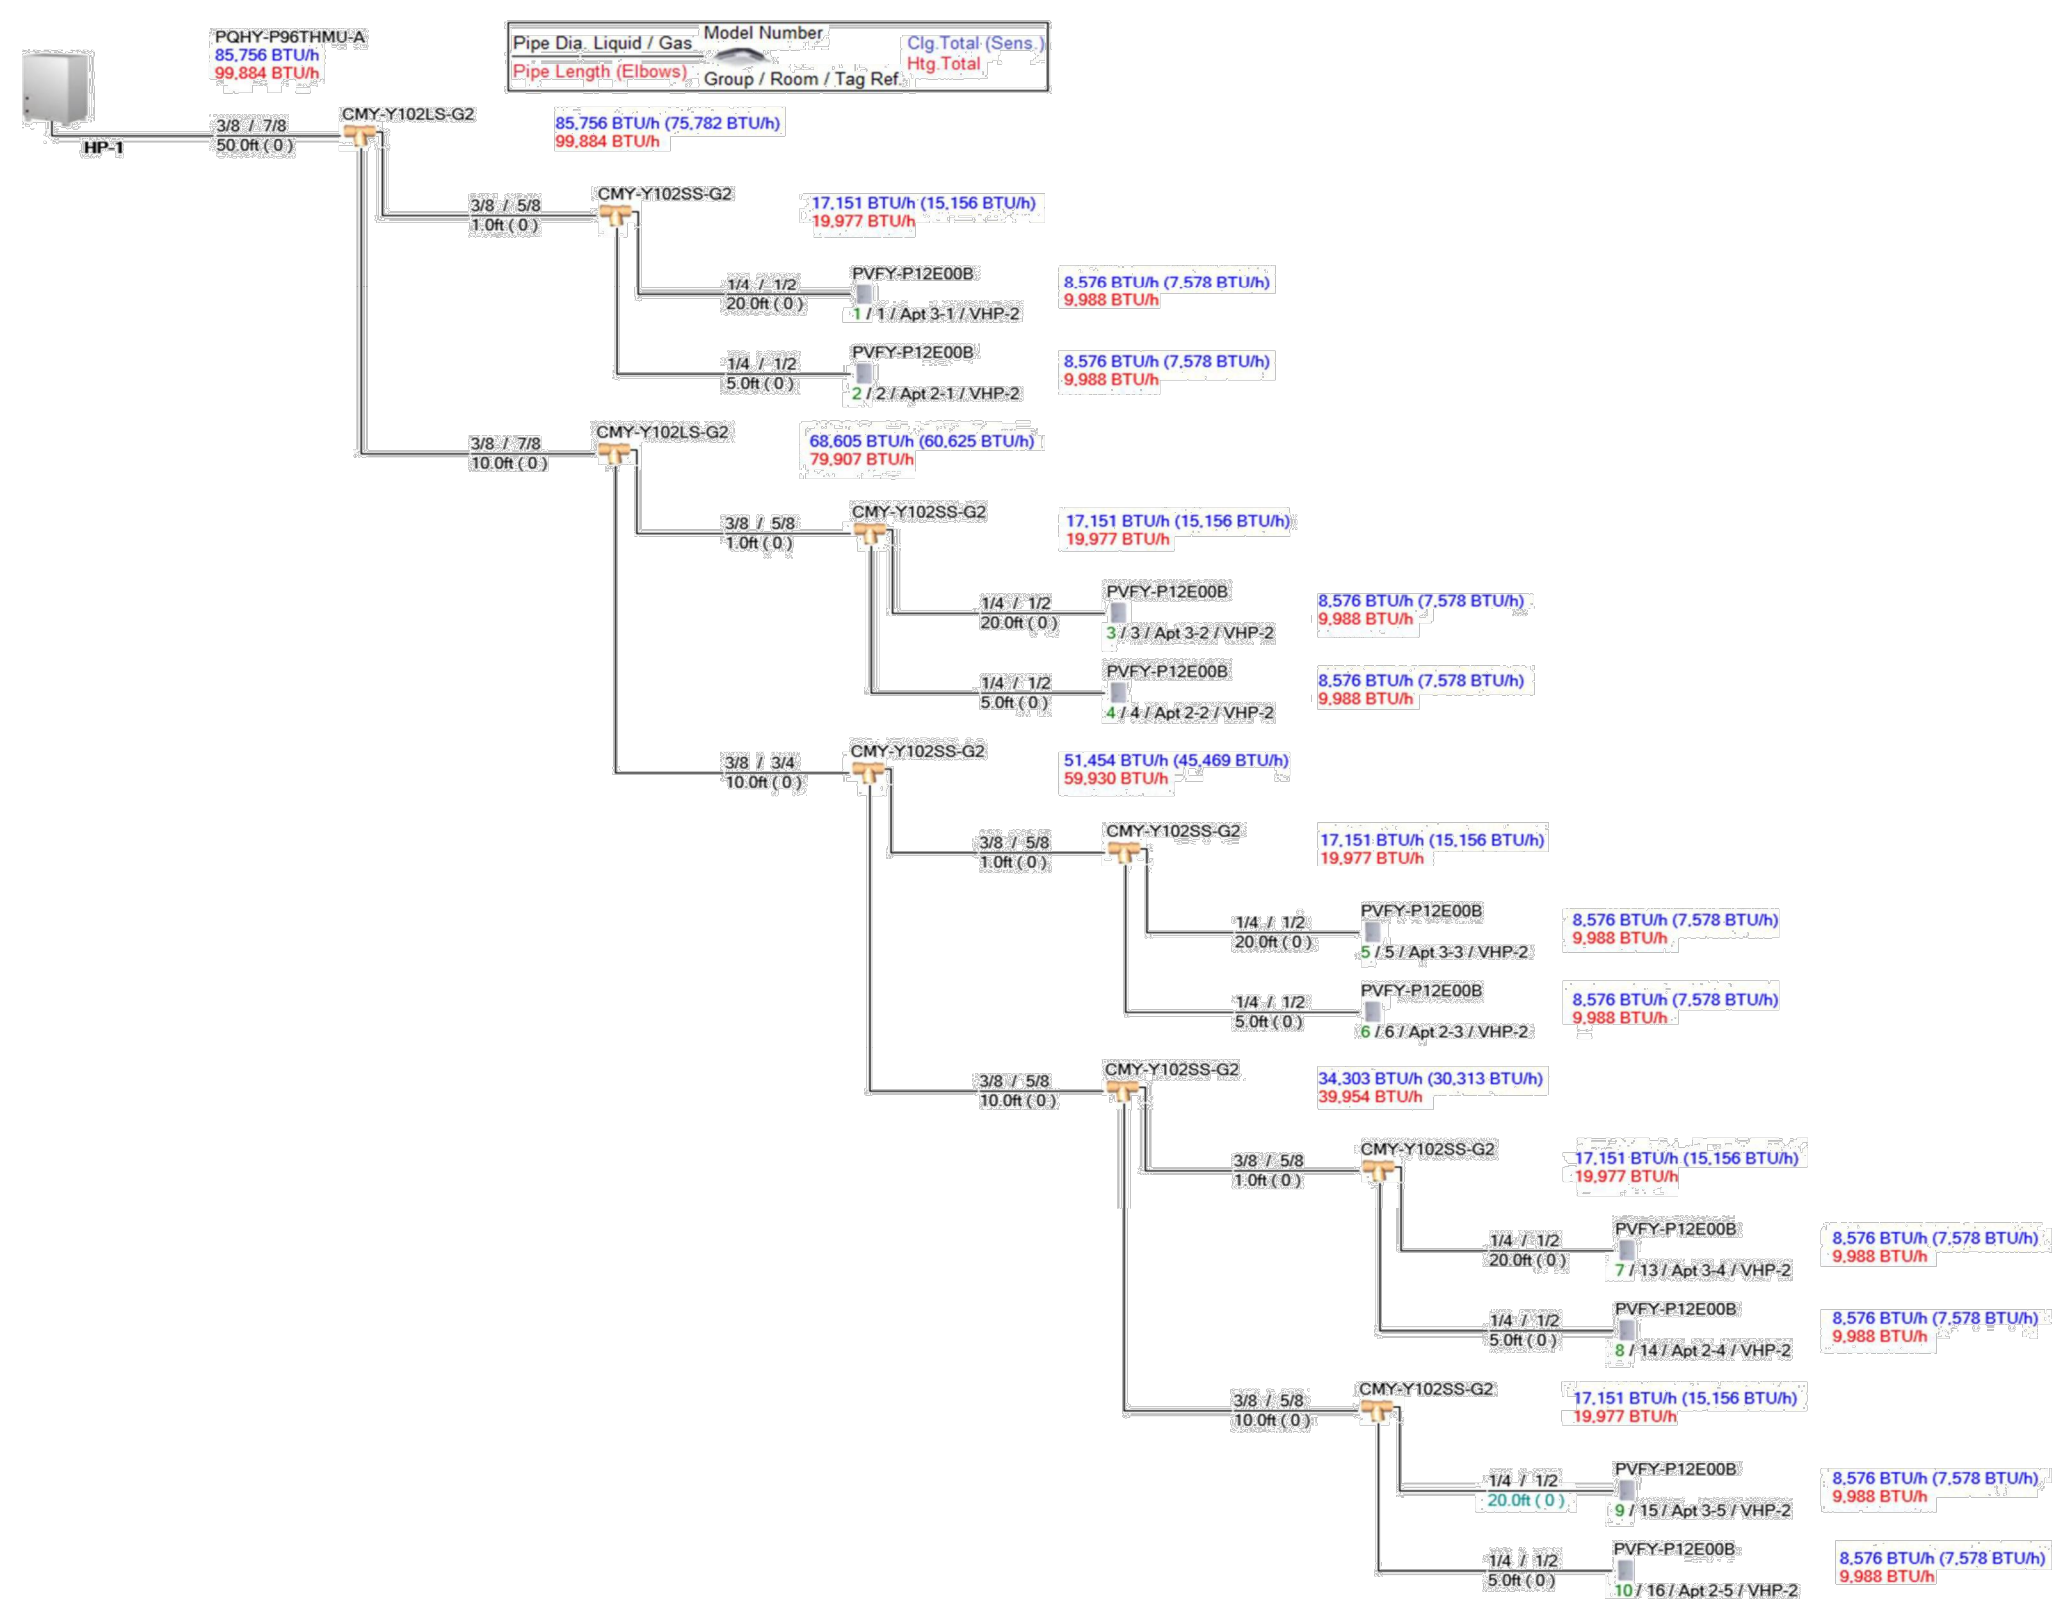 PQHY-P96THMU-A
85,756 BTU/h
99,884 BTU/h
Pipe Dia. Liquid / Gas
Pipe Length (Elbows)
Model Number
Group / Room / Tag Ref.
Clg.Total (Sens.)
Htg.Total
HP-1
3/8 / 7/8
50.0ft ( 0 )
CMY-Y102LS-G2
85,756 BTU/h (75,782 BTU/h)
99,884 BTU/h
3/8 / 5/8
1.0ft ( 0 )
CMY-Y102SS-G2
17,151 BTU/h (15,156 BTU/h)
19,977 BTU/h
1/4 / 1/2
20.0ft ( 0 )
PVFY-P12E00B
1 / 1 / Apt 3-1 / VHP-2
8,576 BTU/h (7,578 BTU/h)
9,988 BTU/h
1/4 / 1/2
5.0ft ( 0 )
PVFY-P12E00B
2 / 2 / Apt 2-1 / VHP-2
8,576 BTU/h (7,578 BTU/h)
9,988 BTU/h
3/8 / 7/8
10.0ft ( 0 )
CMY-Y102LS-G2
68,605 BTU/h (60,625 BTU/h)
79,907 BTU/h
3/8 / 5/8
1.0ft ( 0 )
CMY-Y102SS-G2
17,151 BTU/h (15,156 BTU/h)
19,977 BTU/h
1/4 / 1/2
20.0ft ( 0 )
PVFY-P12E00B
3 / 3 / Apt 3-2 / VHP-2
8,576 BTU/h (7,578 BTU/h)
9,988 BTU/h
1/4 / 1/2
5.0ft ( 0 )
PVFY-P12E00B
4 / 4 / Apt 2-2 / VHP-2
8,576 BTU/h (7,578 BTU/h)
9,988 BTU/h
3/8 / 3/4
10.0ft ( 0 )
CMY-Y102SS-G2
51,454 BTU/h (45,469 BTU/h)
59,930 BTU/h
3/8 / 5/8
1.0ft ( 0 )
CMY-Y102SS-G2
17,151 BTU/h (15,156 BTU/h)
19,977 BTU/h
1/4 / 1/2
20.0ft ( 0 )
PVFY-P12E00B
5 / 5 / Apt 3-3 / VHP-2
8,576 BTU/h (7,578 BTU/h)
9,988 BTU/h
1/4 / 1/2
5.0ft ( 0 )
PVFY-P12E00B
6 / 6 / Apt 2-3 / VHP-2
8,576 BTU/h (7,578 BTU/h)
9,988 BTU/h
3/8 / 5/8
10.0ft ( 0 )
CMY-Y102SS-G2
34,303 BTU/h (30,313 BTU/h)
39,954 BTU/h
3/8 / 5/8
1.0ft ( 0 )
CMY-Y102SS-G2
17,151 BTU/h (15,156 BTU/h)
19,977 BTU/h
1/4 / 1/2
20.0ft ( 0 )
PVFY-P12E00B
7 / 13 / Apt 3-4 / VHP-2
8,576 BTU/h (7,578 BTU/h)
9,988 BTU/h
1/4 / 1/2
5.0ft ( 0 )
PVFY-P12E00B
8 / 14 / Apt 2-4 / VHP-2
8,576 BTU/h (7,578 BTU/h)
9,988 BTU/h
3/8 / 5/8
10.0ft ( 0 )
CMY-Y102SS-G2
17,151 BTU/h (15,156 BTU/h)
19,977 BTU/h
1/4 / 1/2
20.0ft ( 0 )
PVFY-P12E00B
9 / 15 / Apt 3-5 / VHP-2
8,576 BTU/h (7,578 BTU/h)
9,988 BTU/h
1/4 / 1/2
5.0ft ( 0 )
PVFY-P12E00B
10 / 16 / Apt 2-5 / VHP-2
8,576 BTU/h (7,578 BTU/h)
9,988 BTU/h